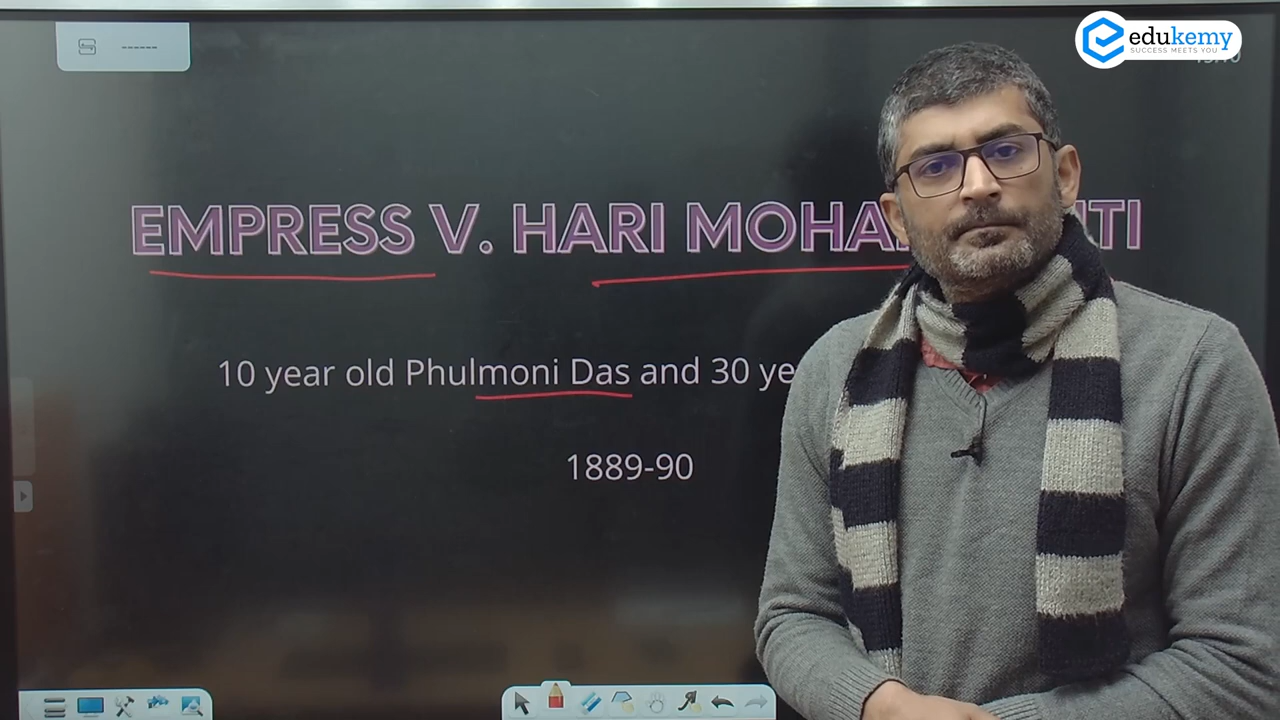 edukemy
SUCCESS MEETS YOU
EMPRESS V. HARI MOHA
10 year old Phulmoni Das and 30 ye
1889-90